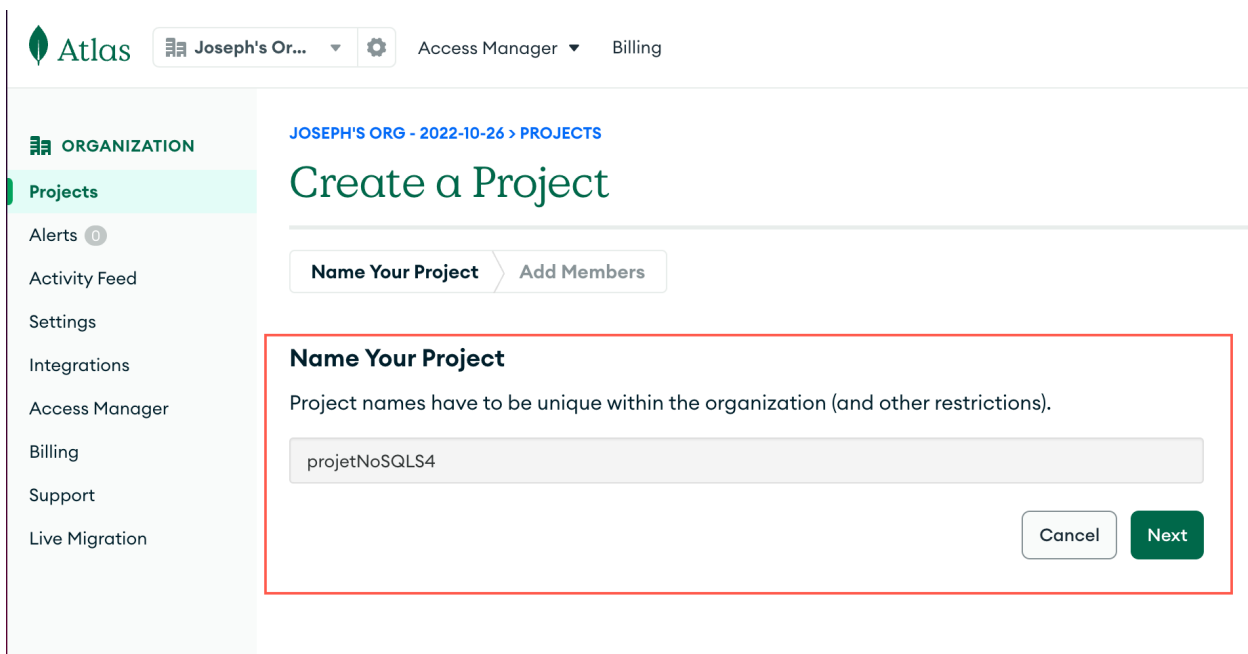 Atlas
Joseph's Or...
Access Manager
Billing
ORGANIZATION
Projects
Alerts 0
Activity Feed
Settings
Integrations
Access Manager
Billing
Support
Live Migration
JOSEPH'S ORG - 2022-10-26 > PROJECTS
Create a Project
Name Your Project
Add Members
Name Your Project
Project names have to be unique within the organization (and other restrictions).
projetNoSQLS4
Cancel
Next